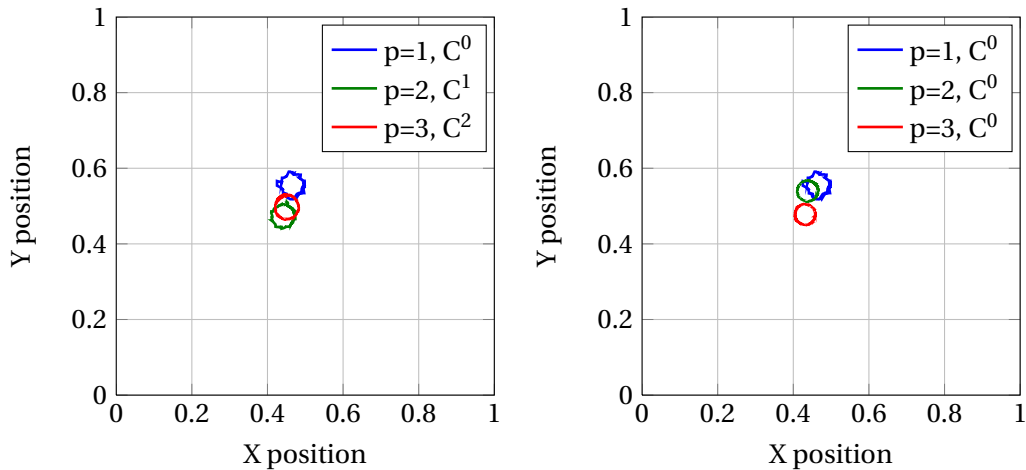 1
0.8
0.6
0.4
0.2
0
0
0.2
0.4
0.6
0.8
1
X position
Y position
p=1, C⁰
p=2, C¹
p=3, C²
1
0.8
0.6
0.4
0.2
0
0
0.2
0.4
0.6
0.8
1
X position
Y position
p=1, C⁰
p=2, C⁰
p=3, C⁰